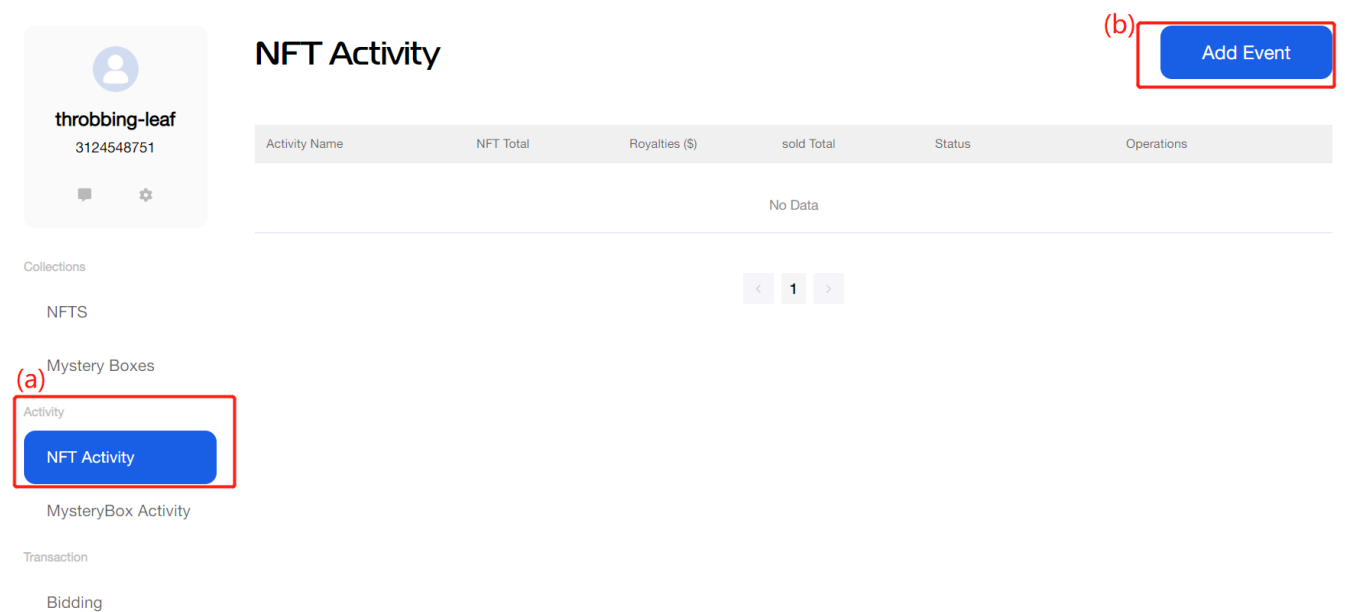 throbbing-leaf
3124548751
Collections
NFTS
Mystery Boxes
(a)
Activity
NFT Activity
MysteryBox Activity
Transaction
Bidding
NFT Activity
(b)
Add Event
Activity Name NFT Total Royalties ($) sold Total Status Operations
No Data
< 1 >